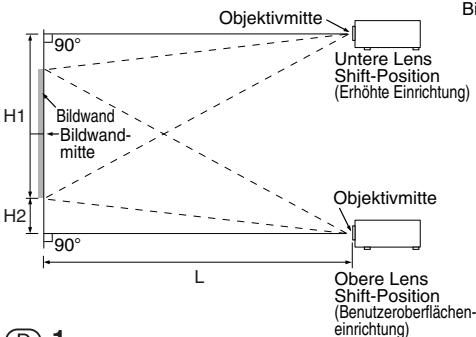 Bi
Objektivmitte
90°
Untere Lens
Shift-Position
(Erhöhte Einrichtung)
H1
Bildwand
Bildwand-
mitte
H2
Objektivmitte
90°
L
Obere Lens
Shift-Position
(Benutzeroberflächen-
einrichtung)